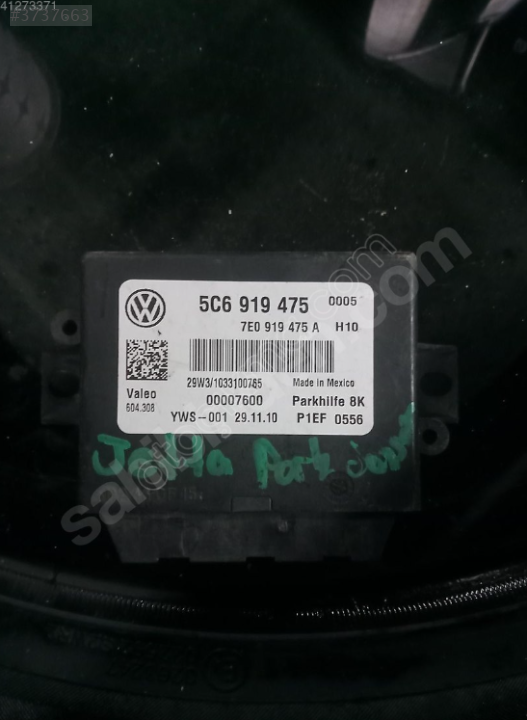 41273371
#3737663
5C6 919 475 0005
7E0 919 475 A H10
29W3/1033100785 Made in Mexico
Valeo 00007600 Parkhilfe 8K
604.308
YWS-001 29.11.10 P1EF 0556
Jetta Park